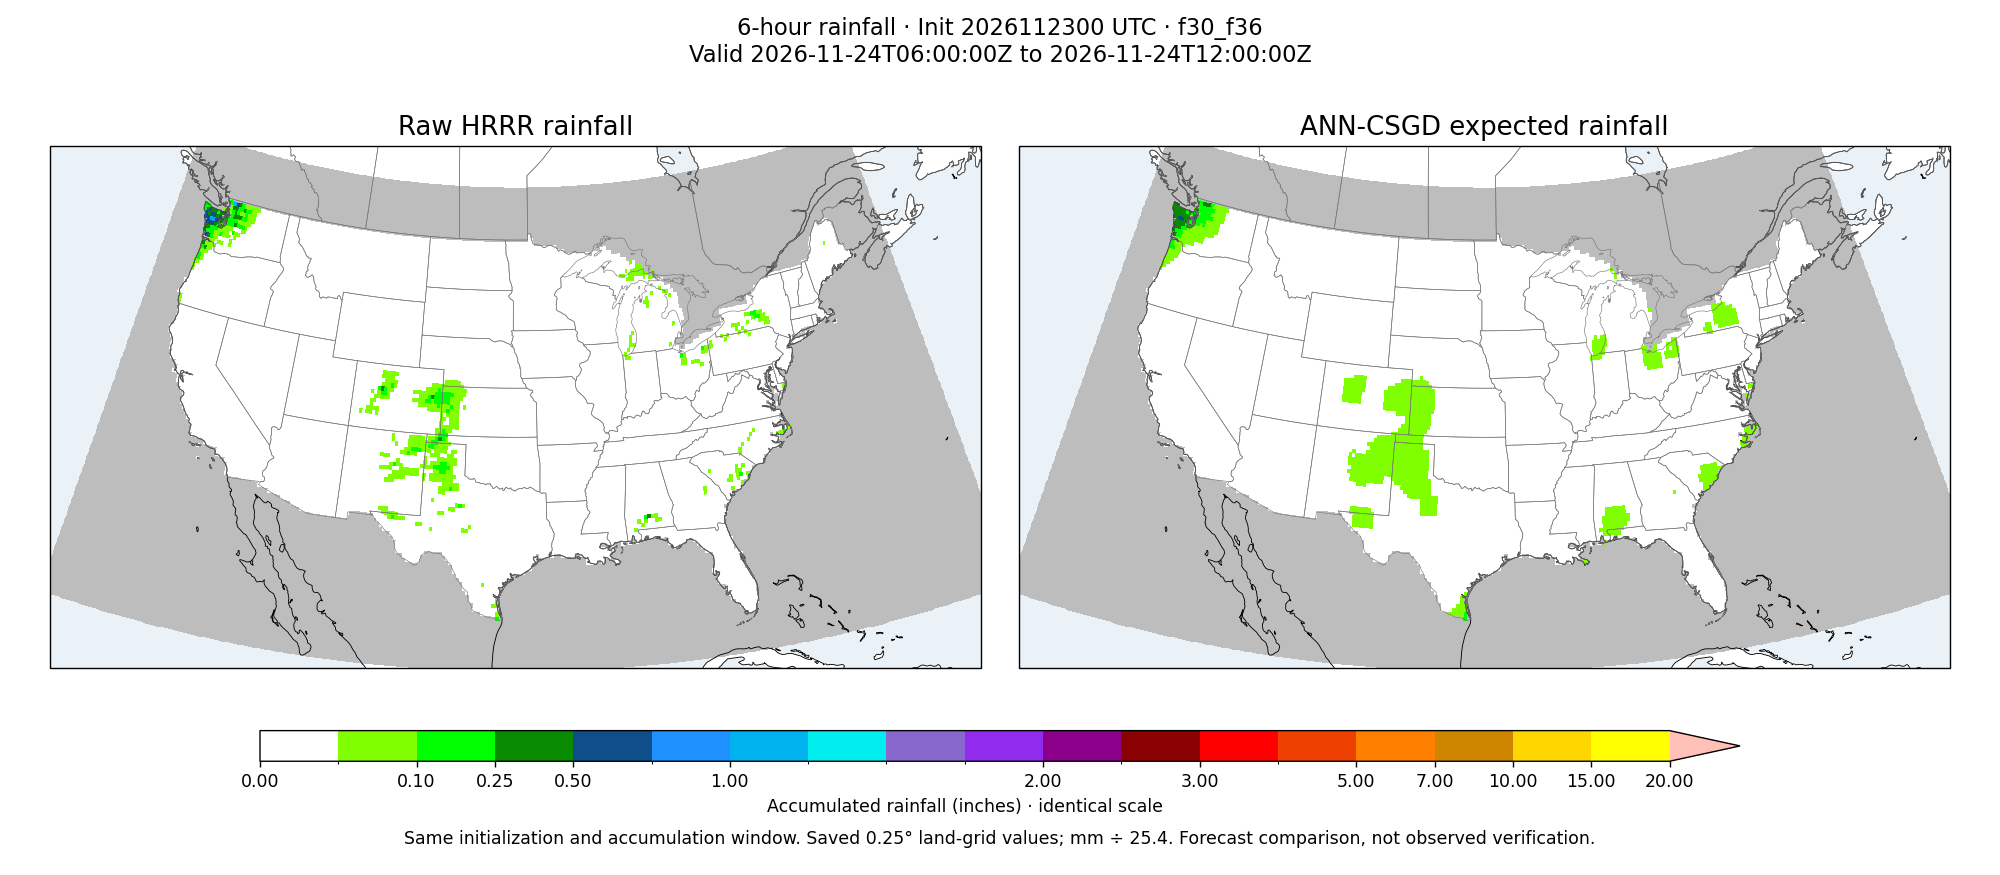 6-hour rainfall · Init 2026112300 UTC · f30_f36
Valid 2026-11-24T06:00:00Z to 2026-11-24T12:00:00Z
Raw HRRR rainfall
ANN-CSGD expected rainfall
0.00 0.10 0.25 0.50 1.00 2.00 3.00 5.00 7.00 10.00 15.00 20.00
Accumulated rainfall (inches) · identical scale
Same initialization and accumulation window. Saved 0.25° land-grid values; mm ÷ 25.4. Forecast comparison, not observed verification.